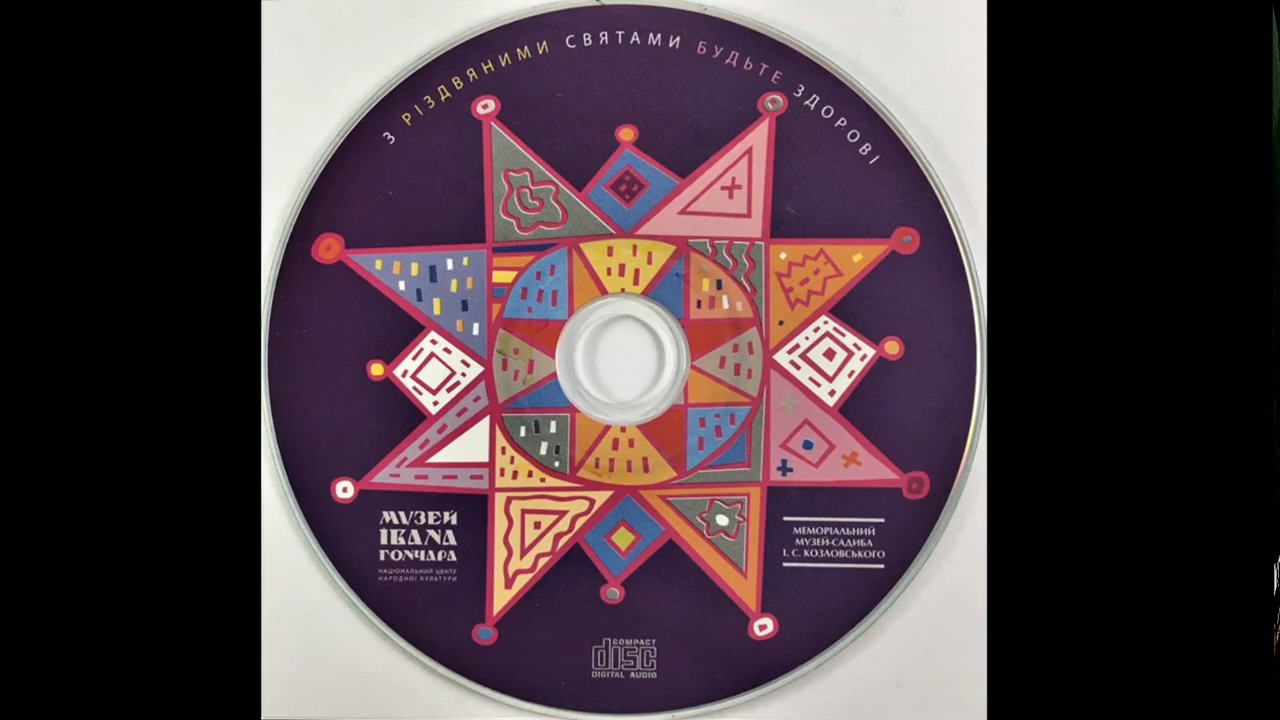 З РІЗДВЯНИМИ СВЯТАМИ БУДЬТЕ ЗДОРОВІ
МУЗЕЙ
ІВАНА
ГОНЧАРА
НАЦІОНАЛЬНИЙ ЦЕНТР
НАРОДНОЇ КУЛЬТУРИ
МЕМОРІАЛЬНИЙ
МУЗЕЙ-САДИБА
І. С. КОЗЛОВСЬКОГО
COMPACT
disc
DIGITAL AUDIO